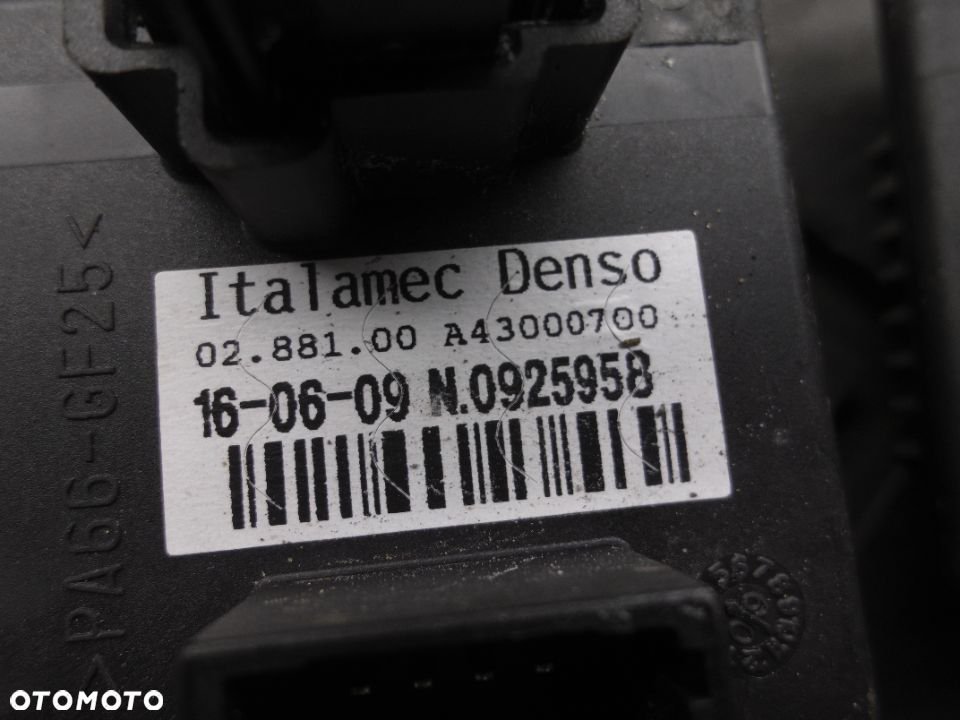 Italamec Denso
02.881.00 A43000700
16-06-09 N.0925958
>PA66-GF25<
OTOMOTO